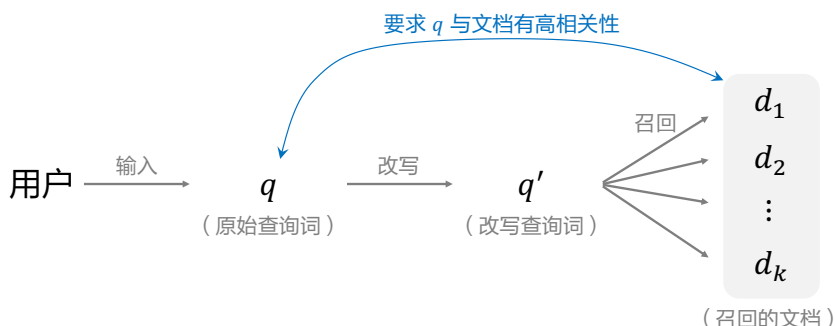 要求 q 与文档有高相关性
用户
输入
q
（原始查询词）
改写
q′
（改写查询词）
召回
d₁
d₂
⋮
dₖ
（召回的文档）